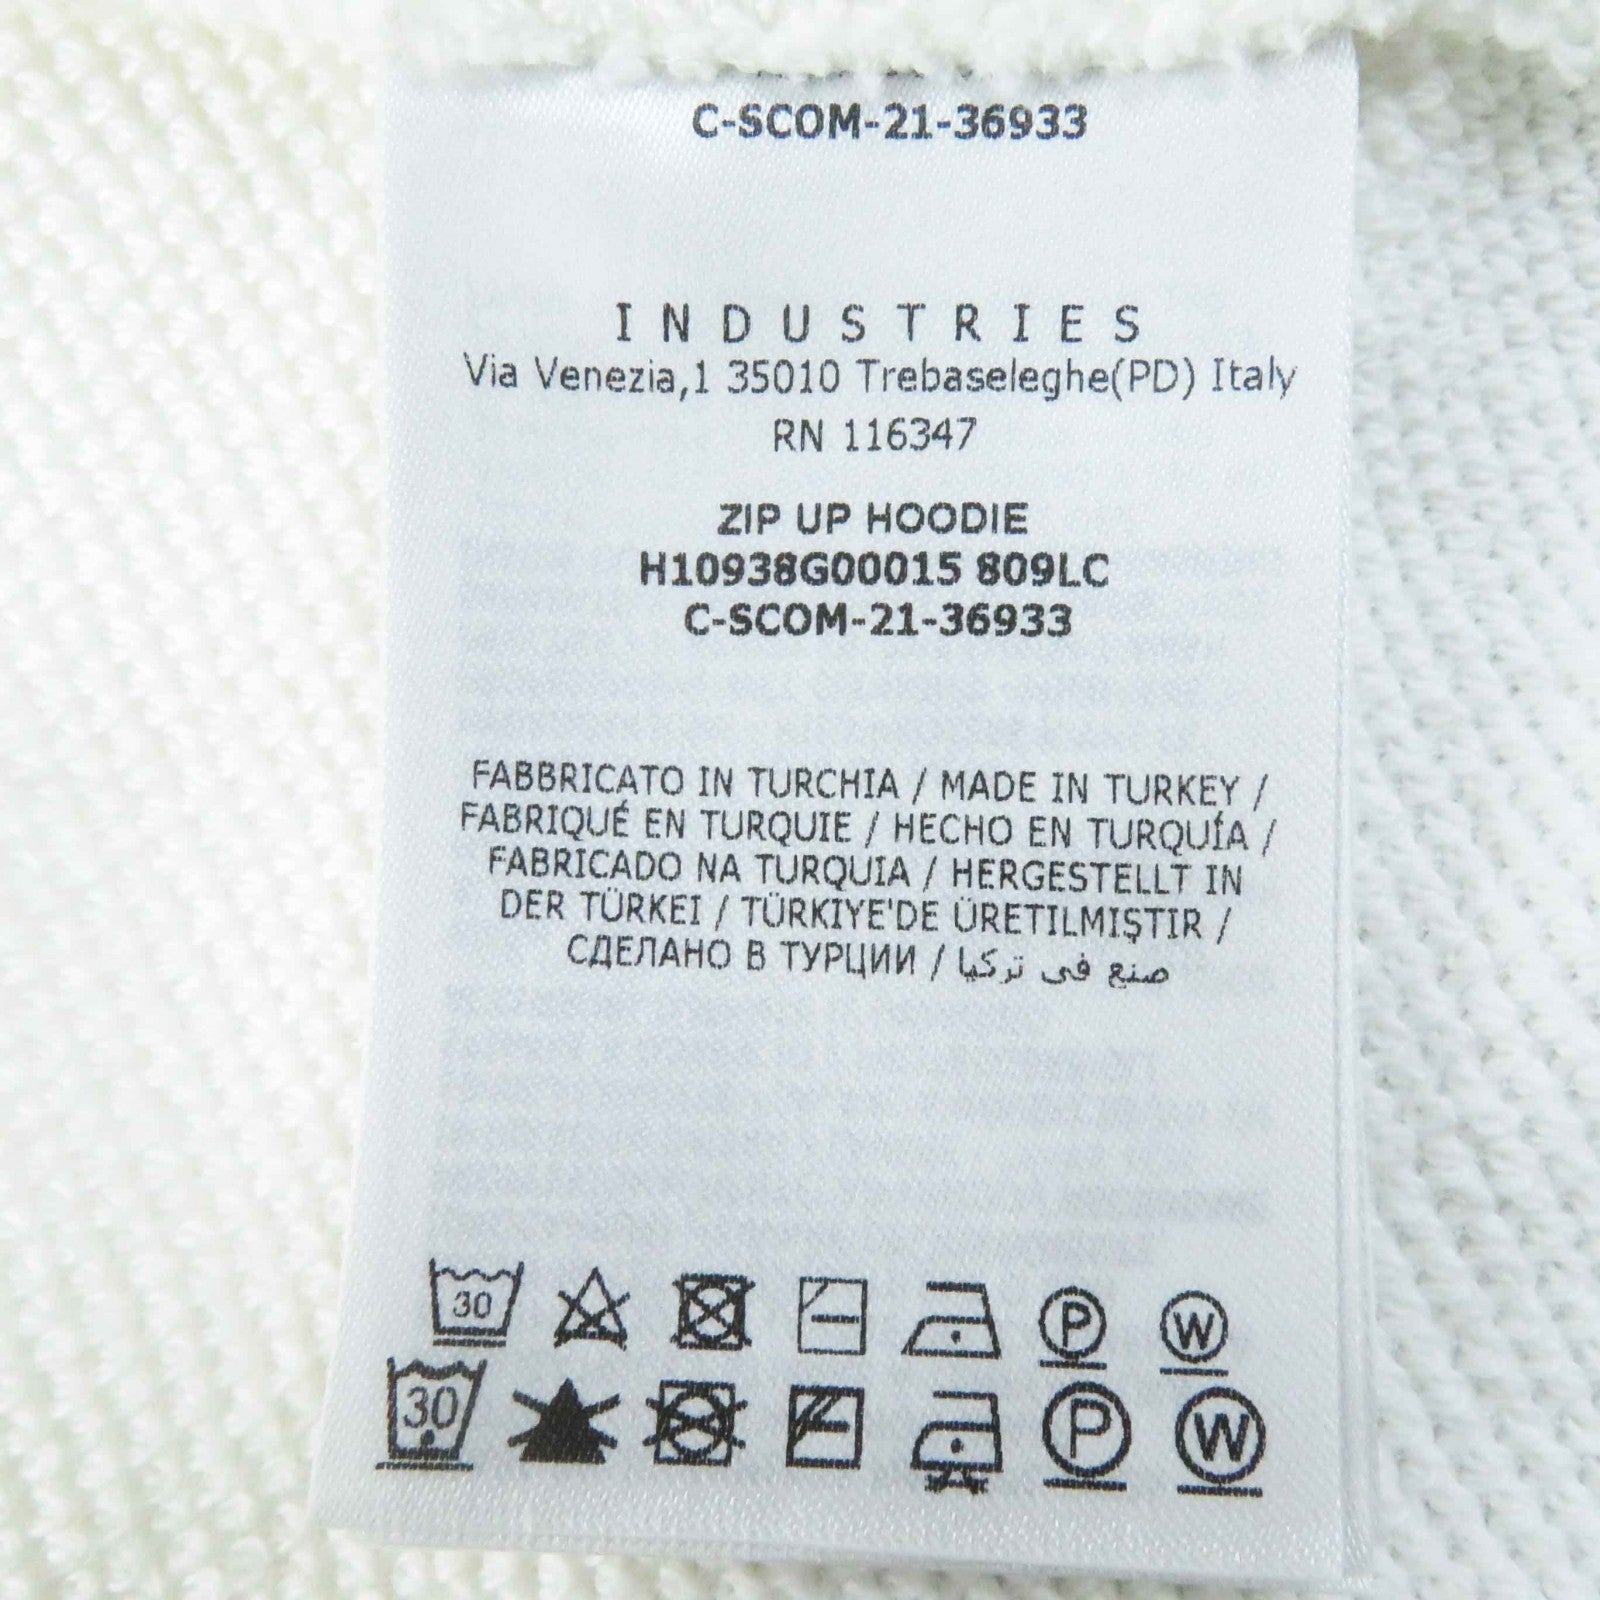 C-SCOM-21-36933
INDUSTRIES
Via Venezia,1 35010 Trebaseleghe(PD) Italy
RN 116347
ZIP UP HOODIE
H10938G00015 809LC
C-SCOM-21-36933
FABBRICATO IN TURCHIA / MADE IN TURKEY /
FABRIQUÉ EN TURQUIE / HECHO EN TURQUÍA /
FABRICADO NA TURQUIA / HERGESTELLT IN
DER TÜRKEI / TÜRKIYE'DE ÜRETILMIŞTIR /
СДЕЛАНО В ТУРЦИИ / صنع فى تركيا
30 P W
30 P W